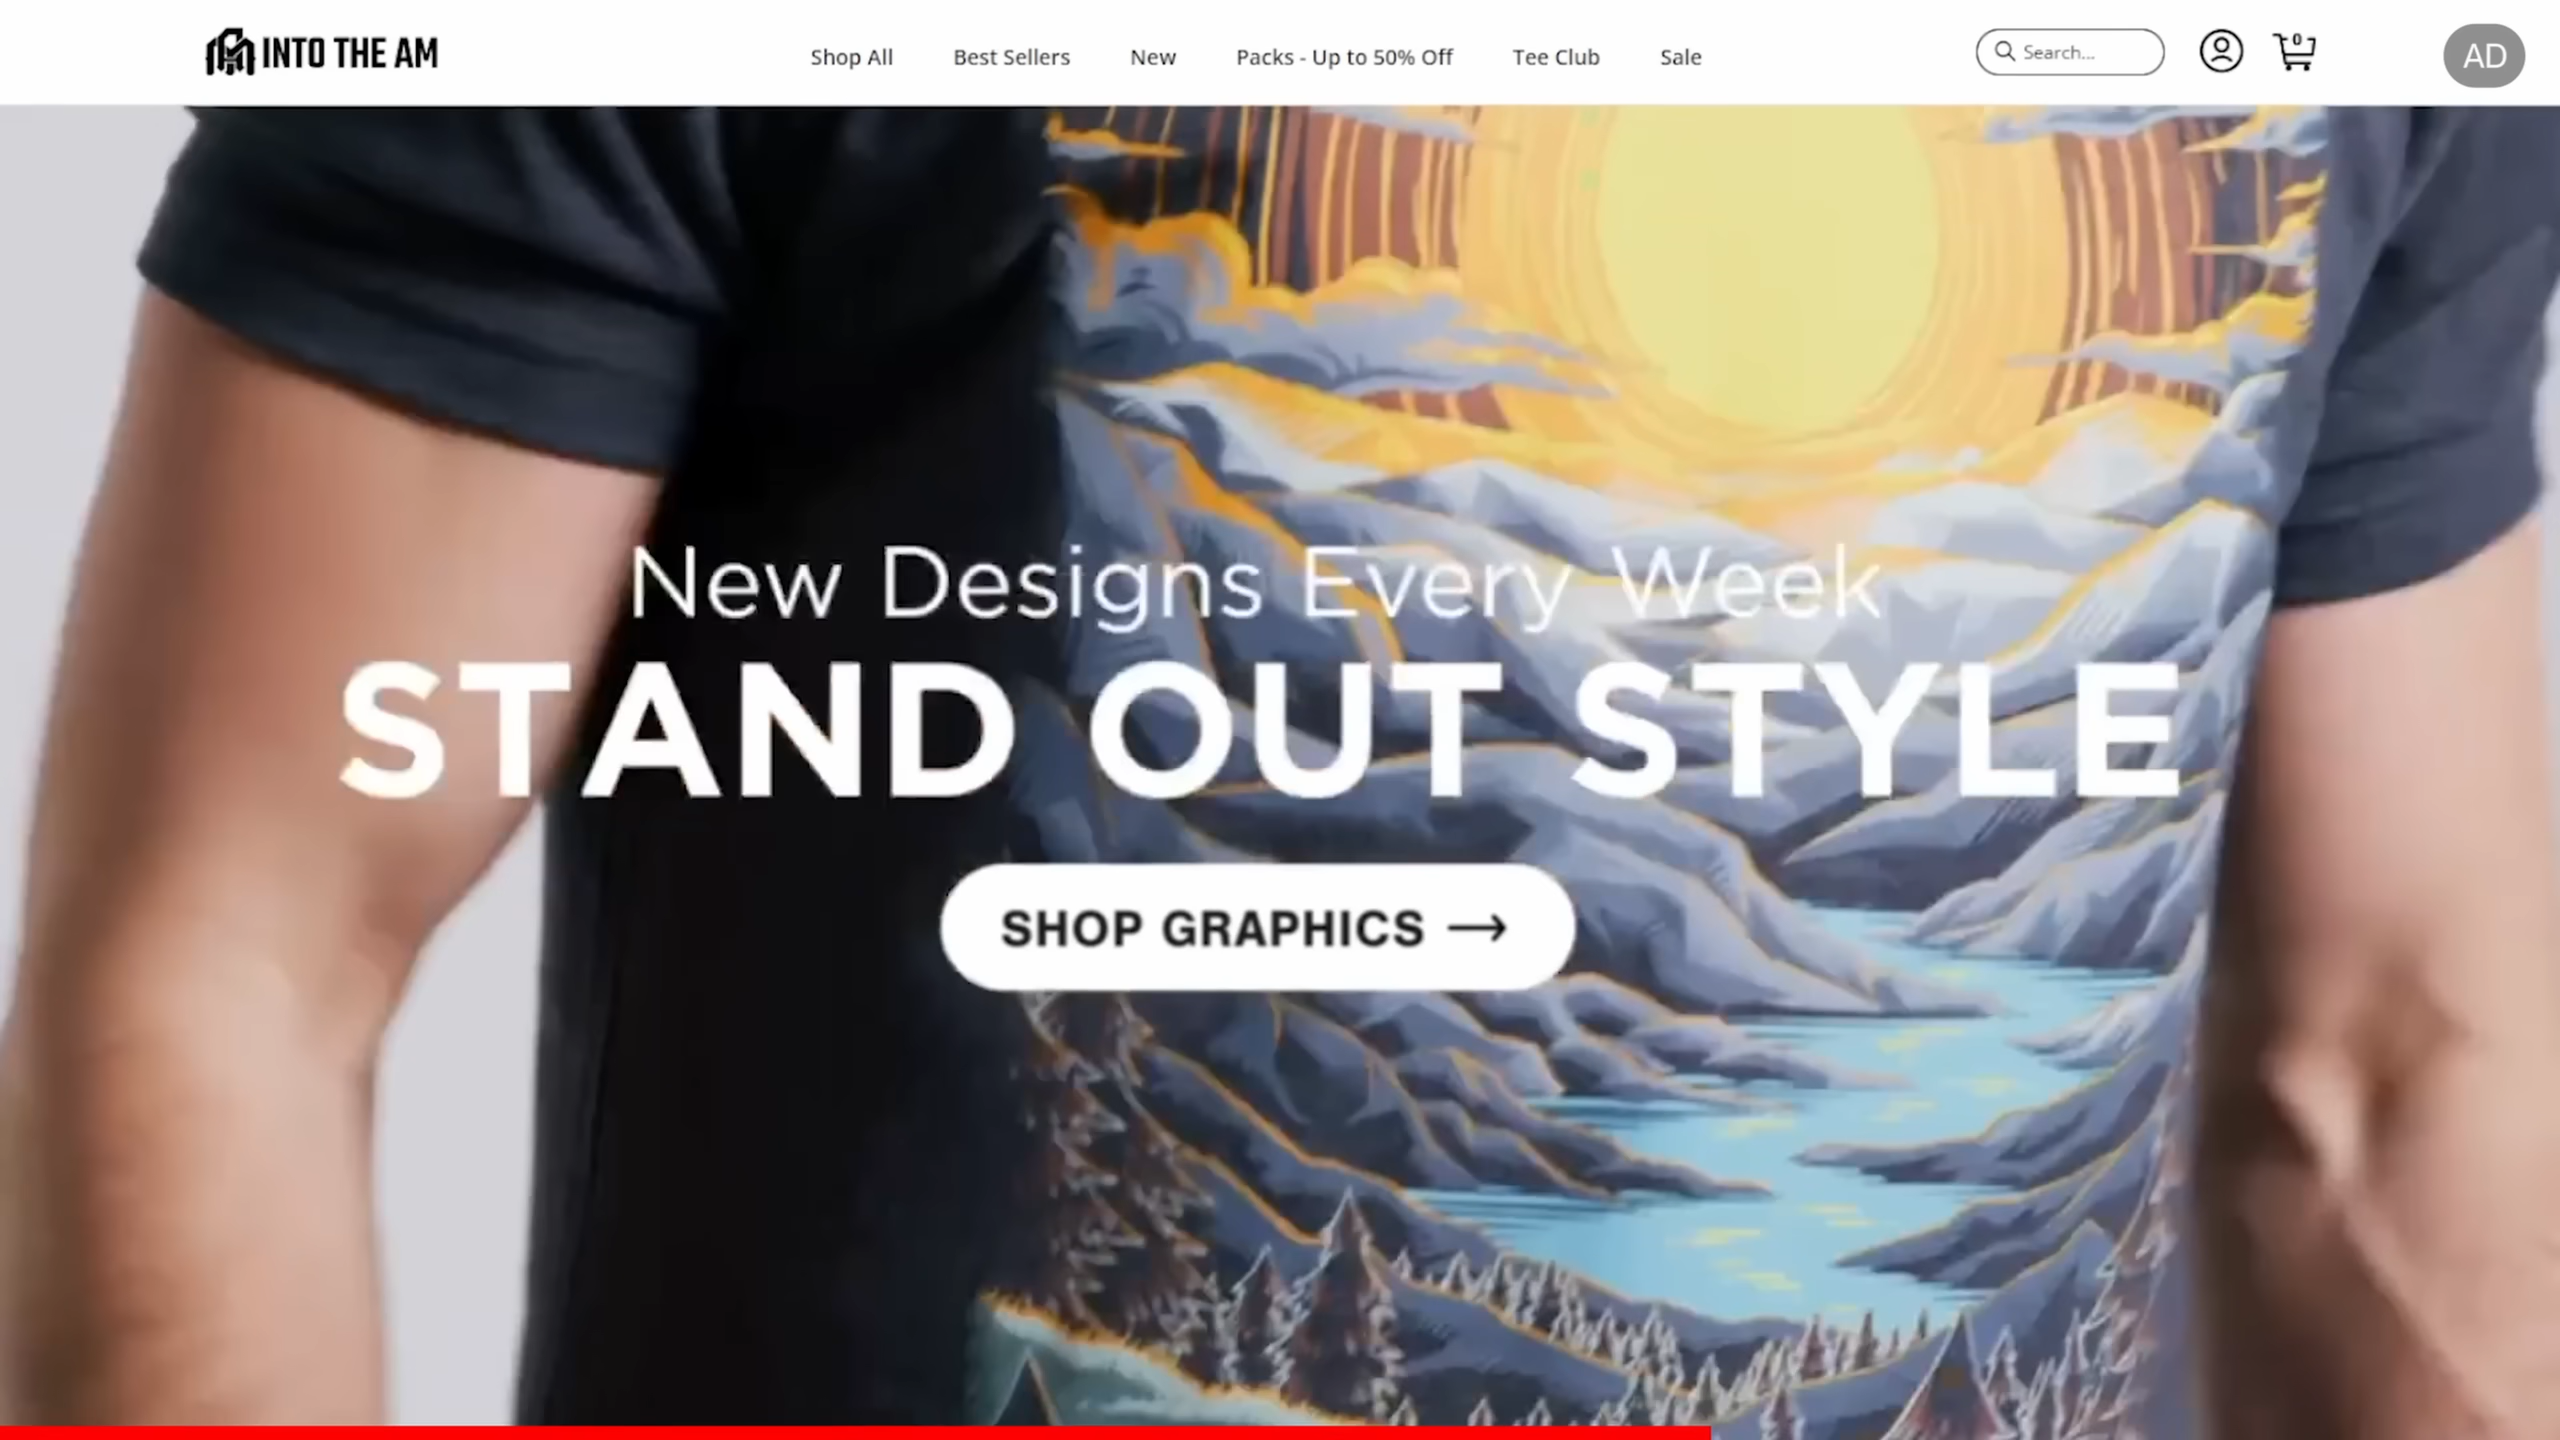 INTO THE AM
Shop All
Best Sellers
New
Packs - Up to 50% Off
Tee Club
Sale
Search...
0
AD
New Designs Every Week
STAND OUT STYLE
SHOP GRAPHICS →